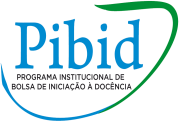 Pibid
PROGRAMA INSTITUCIONAL DE
BOLSA DE INICIAÇÃO À DOCÊNCIA